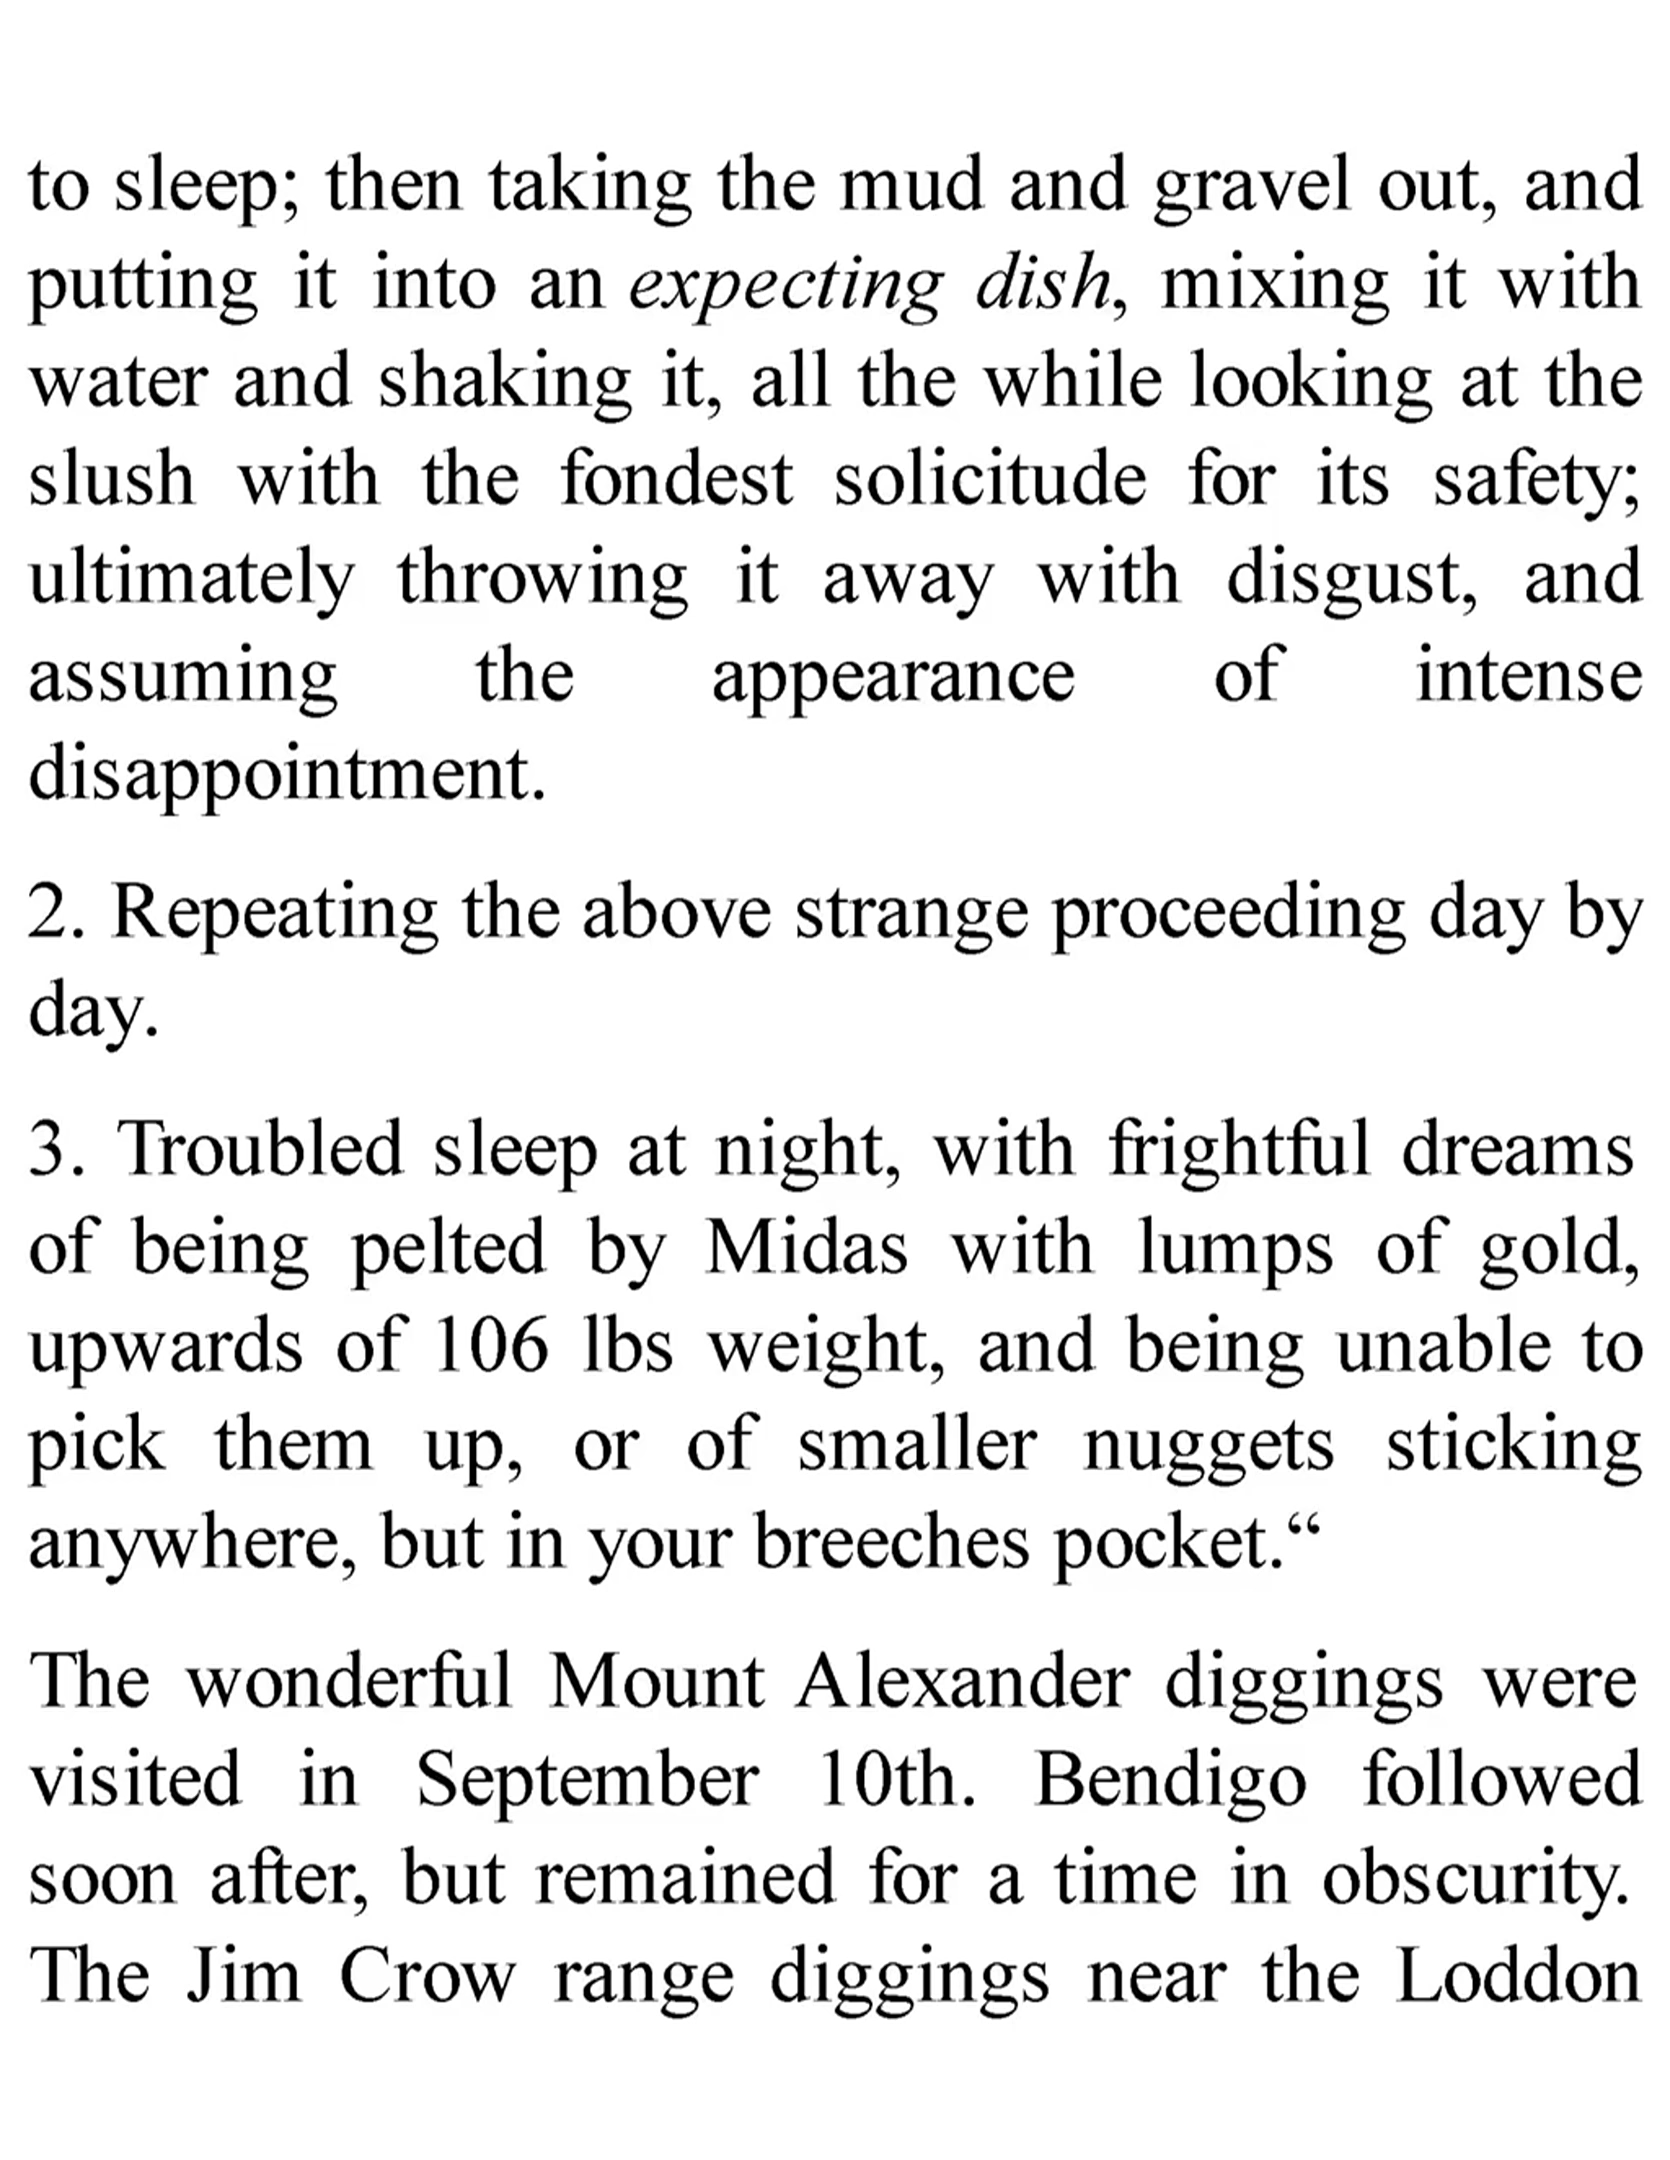 to sleep; then taking the mud and gravel out, and
putting it into an expecting dish, mixing it with
water and shaking it, all the while looking at the
slush with the fondest solicitude for its safety;
ultimately throwing it away with disgust, and
assuming the appearance of intense
disappointment.
2. Repeating the above strange proceeding day by
day.
3. Troubled sleep at night, with frightful dreams
of being pelted by Midas with lumps of gold,
upwards of 106 lbs weight, and being unable to
pick them up, or of smaller nuggets sticking
anywhere, but in your breeches pocket.“
The wonderful Mount Alexander diggings were
visited in September 10th. Bendigo followed
soon after, but remained for a time in obscurity.
The Jim Crow range diggings near the Loddon